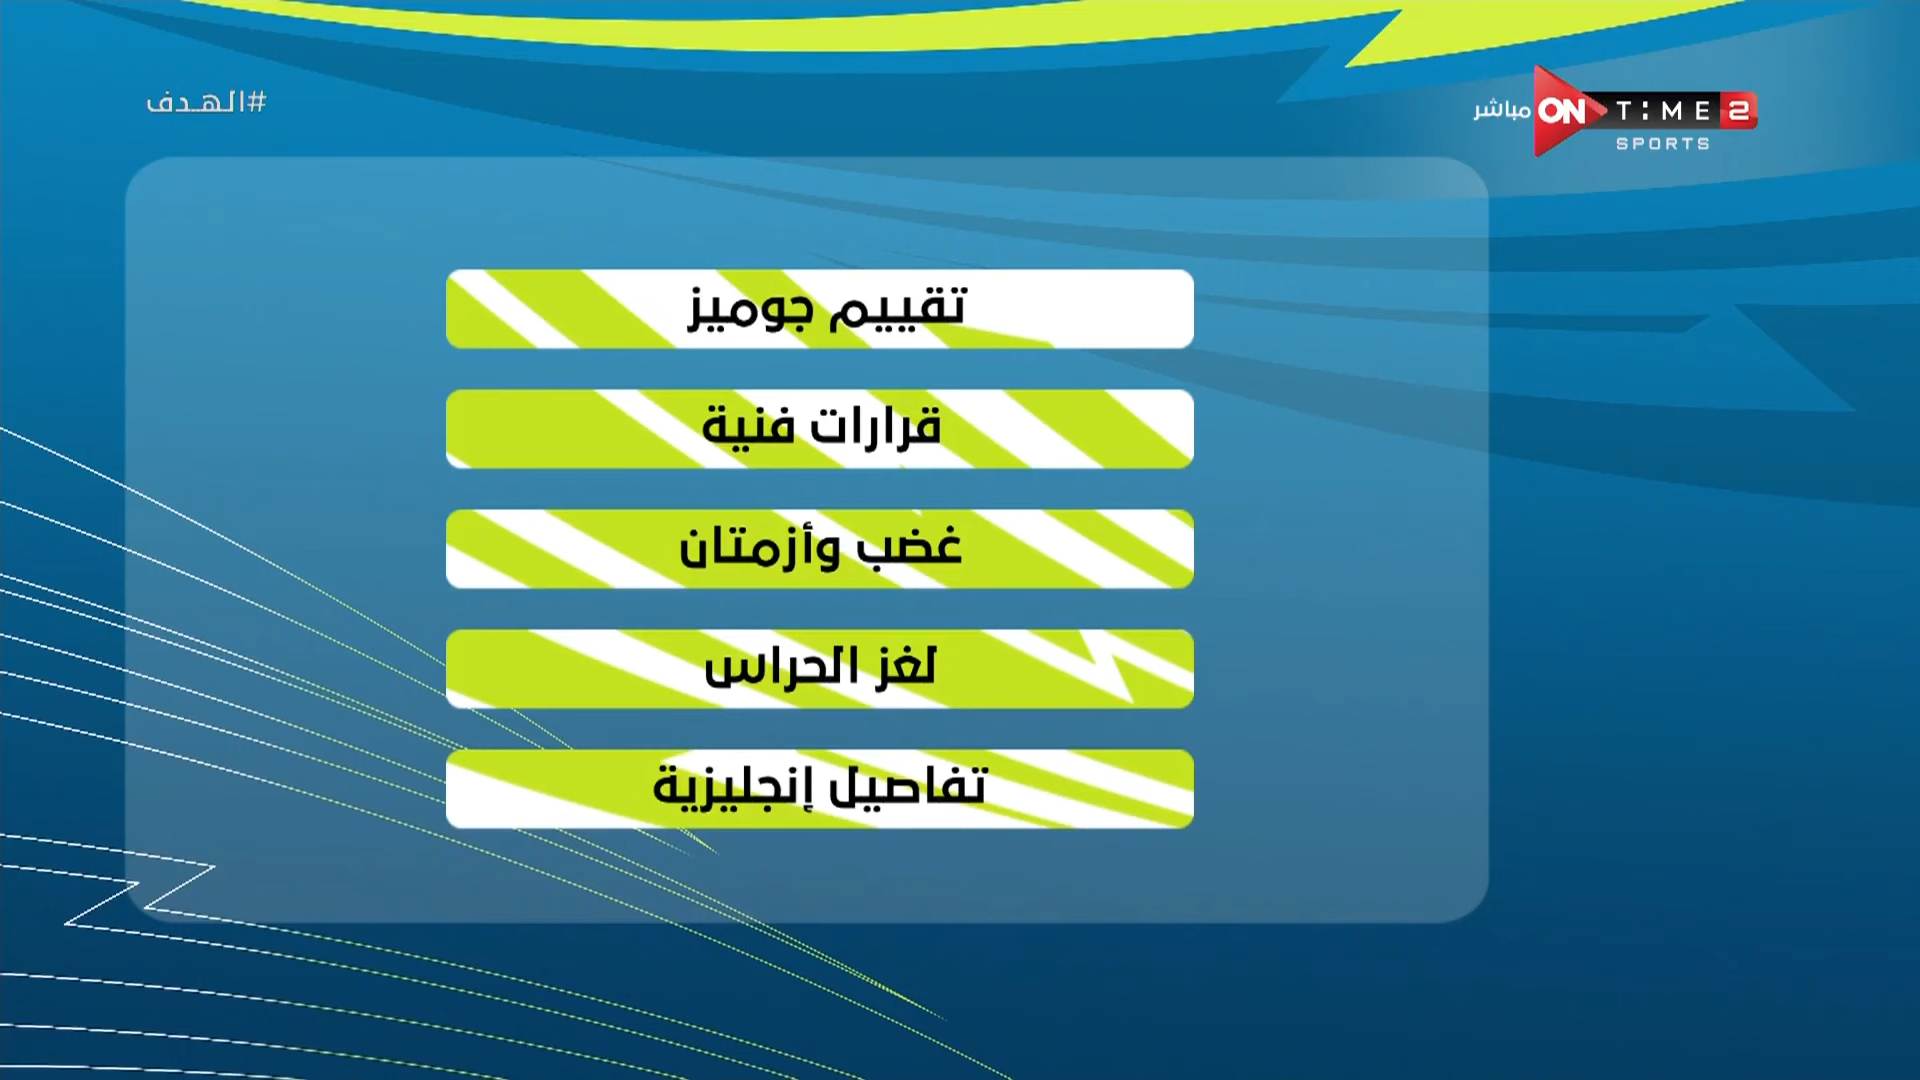 #الهدف
مباشر ON TIME 2
SPORTS
تقييم جوميز
قرارات فنية
غضب وأزمتان
لغز الحراس
تفاصيل إنجليزية